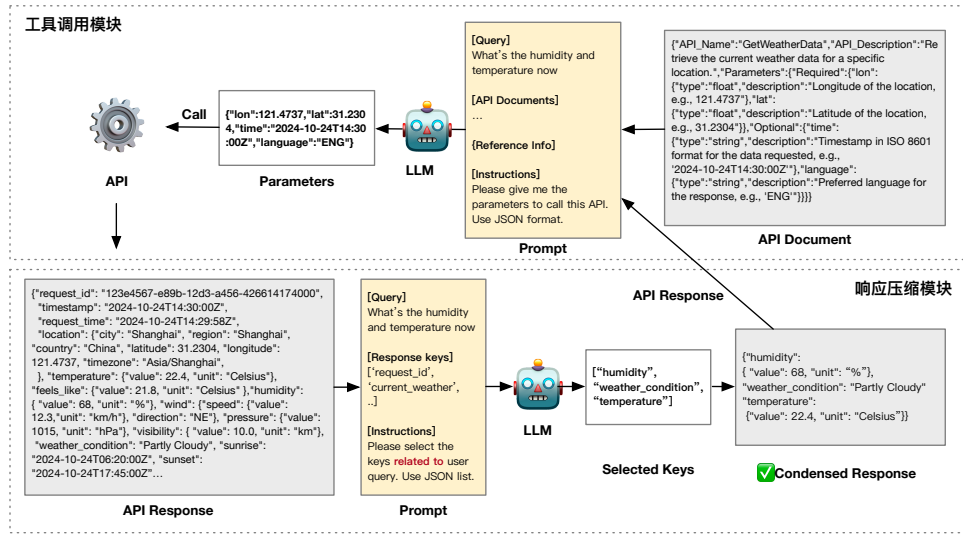 工具调用模块
[Query]
What's the humidity and
temperature now
[API Documents]
...
{Reference Info]
[Instructions]
Please give me the
parameters to call this API.
Use JSON format.
Prompt
{"API_Name":"GetWeatherData","API_Description":"Ret
rieve the current weather data for a specific
location.","Parameters":{"Required":{"lon":
{"type":"float","description":"Longitude of the location,
e.g., 121.4737"},"lat":
{"type":"float","description":"Latitude of the location,
e.g., 31.2304"}},"Optional":{"time":
{"type":"string","description":"Timestamp in ISO 8601
format for the data requested, e.g.,
'2024-10-24T14:30:00Z'"},"language":
{"type":"string","description":"Preferred language for
the response, e.g., 'ENG'"}}}}
API Document
LLM
{"lon":121.4737,"lat":31.230
4,"time":"2024-10-24T14:30
:00Z","language":"ENG"}
Parameters
Call
API
响应压缩模块
API Response
{"request_id": "123e4567-e89b-12d3-a456-426614174000",
"timestamp": "2024-10-24T14:30:00Z",
"request_time": "2024-10-24T14:29:58Z",
"location": {"city": "Shanghai", "region": "Shanghai",
"country": "China", "latitude": 31.2304, "longitude":
121.4737, "timezone": "Asia/Shanghai",
}, "temperature": {"value": 22.4, "unit": "Celsius"},
"feels_like": {"value": 21.8, "unit": "Celsius" },"humidity":
{ "value": 68, "unit": "%"}, "wind": {"speed": {"value":
12.3,"unit": "km/h"}, "direction": "NE"}, "pressure": {"value":
1015, "unit": "hPa"}, "visibility": { "value": 10.0, "unit": "km"},
"weather_condition": "Partly Cloudy", "sunrise":
"2024-10-24T06:20:00Z", "sunset":
"2024-10-24T17:45:00Z"...
API Response
[Query]
What's the humidity
and temperature now
[Response keys]
['request_id',
'current_weather',
..]
[Instructions]
Please select the
keys related to user
query. Use JSON list.
Prompt
LLM
["humidity",
"weather_condition",
"temperature"]
Selected Keys
{"humidity":
{ "value": 68, "unit": "%"},
"weather_condition": "Partly Cloudy"
"temperature":
{"value": 22.4, "unit": "Celsius"}}
Condensed Response